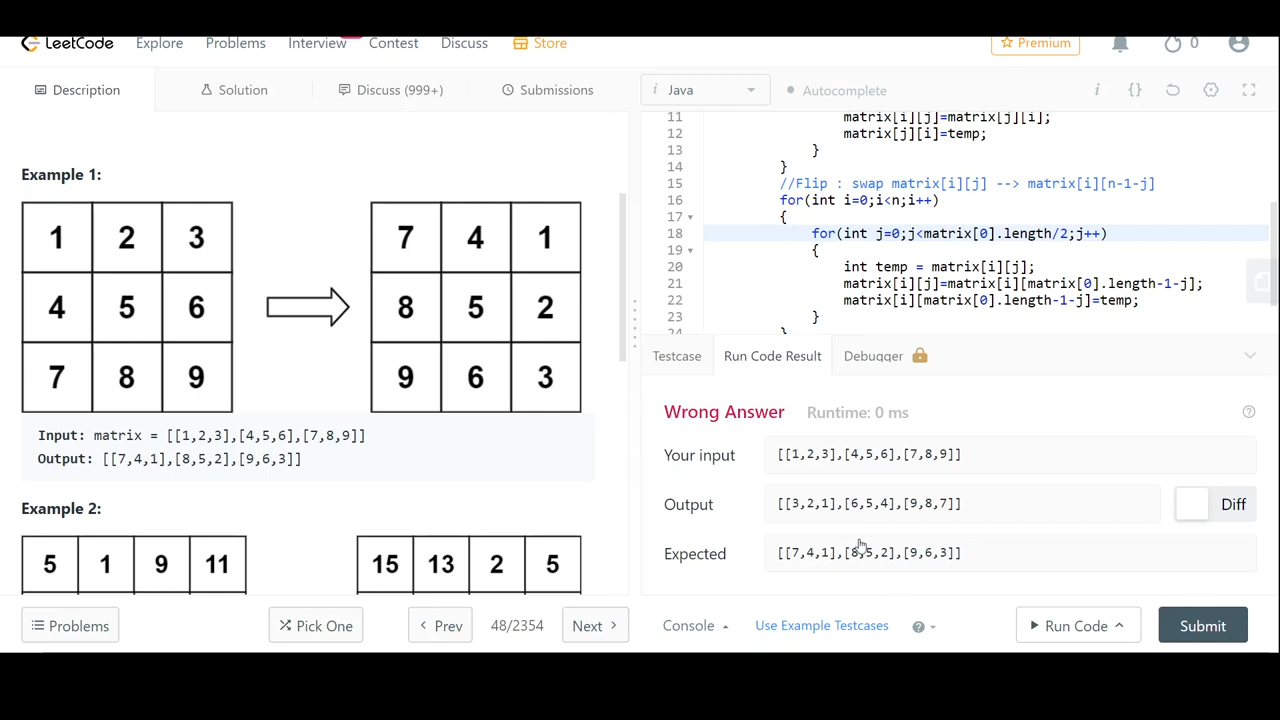 LeetCode Explore Problems Interview Contest Discuss Store Premium 0
Description Solution Discuss (999+) Submissions
Example 1:
1 2 3 7 4 1
4 5 6 8 5 2
7 8 9 9 6 3
Input: matrix = [[1,2,3],[4,5,6],[7,8,9]]
Output: [[7,4,1],[8,5,2],[9,6,3]]
Example 2:
5 1 9 11 15 13 2 5
Problems Pick One Prev 48/2354 Next
i Java Autocomplete i {}
11 matrix[i][j]=matrix[j][i];
12 matrix[j][i]=temp;
13 }
14 }
15 //Flip : swap matrix[i][j] --> matrix[i][n-1-j]
16 for(int i=0;i<n;i++)
17 {
18 for(int j=0;j<matrix[0].length/2;j++)
19 {
20 int temp = matrix[i][j];
21 matrix[i][j]=matrix[i][matrix[0].length-1-j];
22 matrix[i][matrix[0].length-1-j]=temp;
23 }
24 }
Testcase Run Code Result Debugger
Wrong Answer Runtime: 0 ms
Your input [[1,2,3],[4,5,6],[7,8,9]]
Output [[3,2,1],[6,5,4],[9,8,7]] Diff
Expected [[7,4,1],[8,5,2],[9,6,3]]
Console Use Example Testcases Run Code Submit